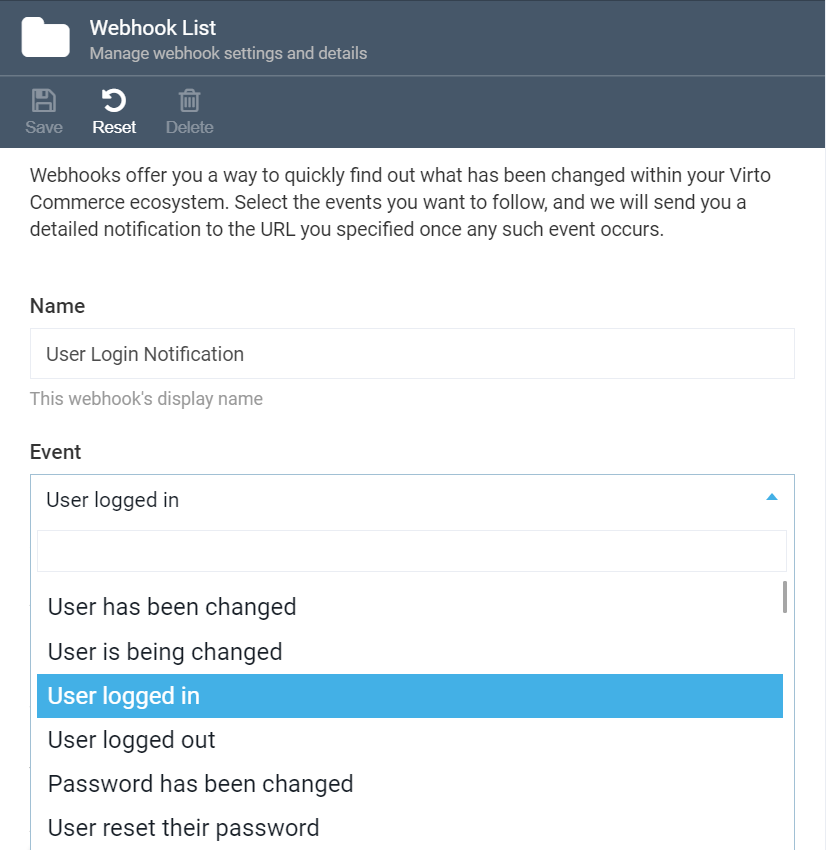 Webhook List
Manage webhook settings and details
Save Reset Delete
Webhooks offer you a way to quickly find out what has been changed within your Virto
Commerce ecosystem. Select the events you want to follow, and we will send you a
detailed notification to the URL you specified once any such event occurs.
Name
User Login Notification
This webhook's display name
Event
User logged in
User has been changed
User is being changed
User logged in
User logged out
Password has been changed
User reset their password